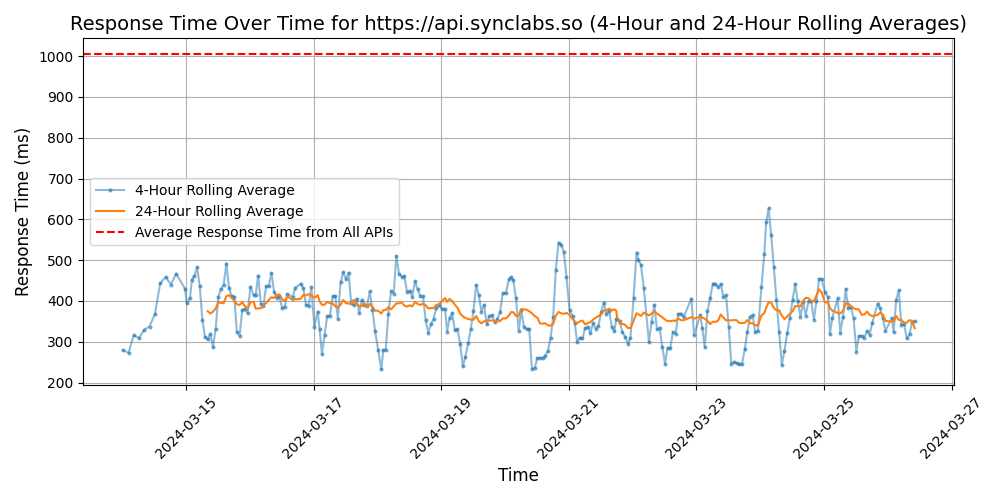 Response Time Over Time for https://api.synclabs.so (4-Hour and 24-Hour Rolling Averages)
Response Time (ms)
1000
900
800
700
600
500
400
300
200
4-Hour Rolling Average
24-Hour Rolling Average
Average Response Time from All APIs
2024-03-15
2024-03-17
2024-03-19
2024-03-21
2024-03-23
2024-03-25
2024-03-27
Time